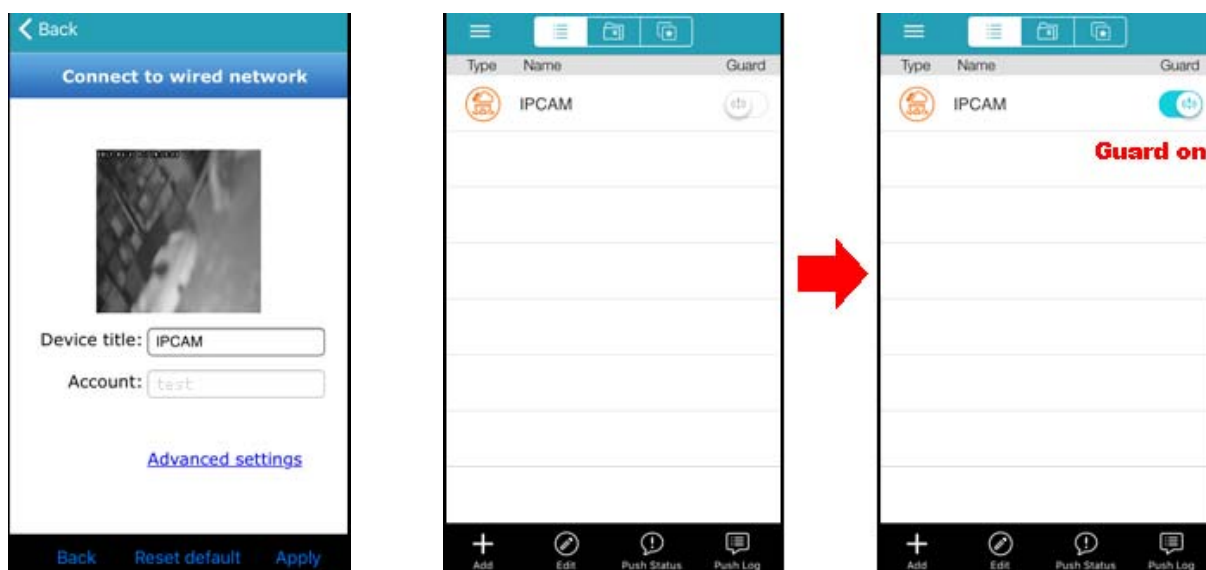 Back
Connect to wired network
Device title: IPCAM
Account: test
Advanced settings
Back Reset default Apply
Type Name Guard
IPCAM
Add Edit Push Status Push Log
Type Name Guard
IPCAM
Guard on
Add Edit Push Status Push Log